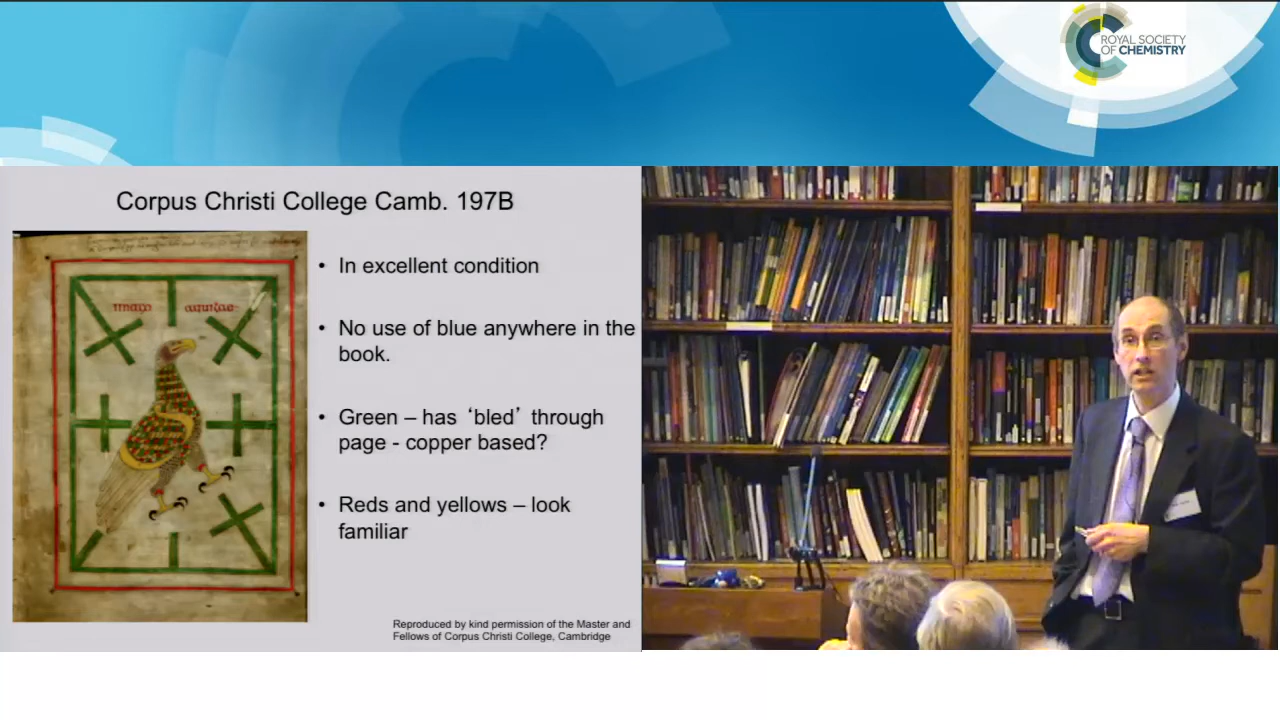 ROYAL SOCIETY
OF CHEMISTRY
Corpus Christi College Camb. 197B
imago aquilae
• In excellent condition
• No use of blue anywhere in the
book.
• Green – has ‘bled’ through
page - copper based?
• Reds and yellows – look
familiar
Reproduced by kind permission of the Master and
Fellows of Corpus Christi College, Cambridge